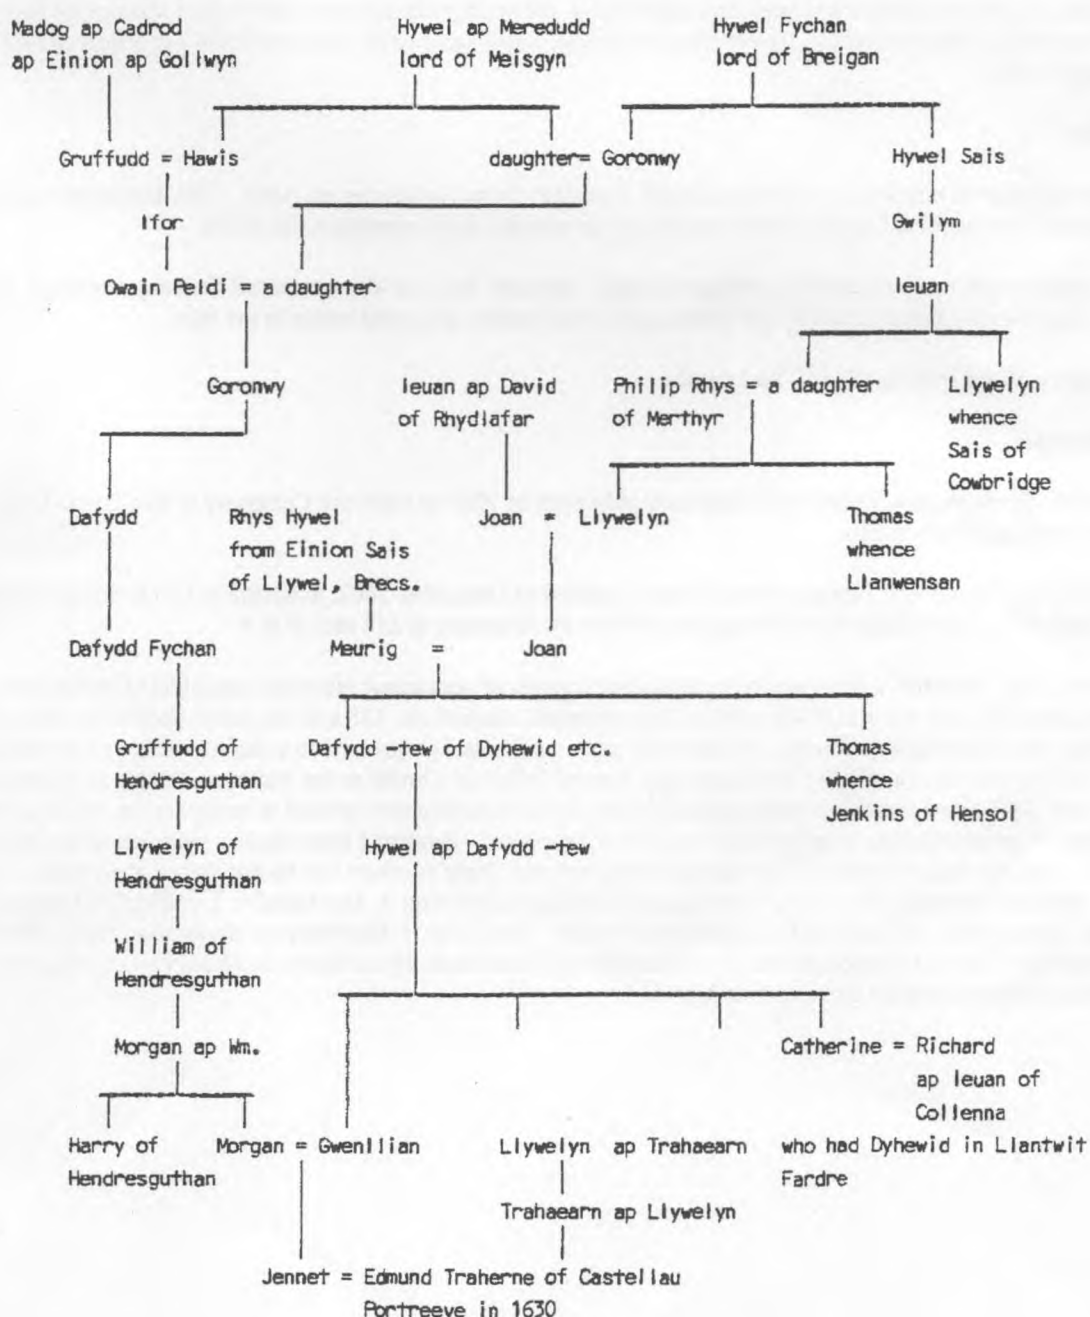 Madog ap Cadrod
ap Einion ap Gollwyn
Hywel ap Meredudd
lord of Meisgyn
Hywel Fychan
lord of Breigan
Gruffudd = Hawis
daughter= Goronwy
Hywel Sais
Ifor
Gwilym
Owain Peldi = a daughter
Ieuan
Goronwy
Ieuan ap David
of Rhydlafar
Philip Rhys = a daughter
of Merthyr
Llywelyn
whence
Sais of
Cowbridge
Dafydd
Rhys Hywel
from Einion Sais
of Llywel, Brecs.
Joan = Llywelyn
Thomas
whence
Llanwensan
Dafydd Fychan
Meurig = Joan
Gruffudd of
Hendresguthan
Dafydd -tew of Dyhewid etc.
Thomas
whence
Jenkins of Hensol
Llywelyn of
Hendresguthan
Hywel ap Dafydd -tew
William of
Hendresguthan
Morgan ap Wm.
Catherine = Richard
ap Ieuan of
Collenna
Harry of
Hendresguthan
Morgan = Gwenllian
Llywelyn ap Trahaearn
who had Dyhewid in Llantwit
Fardre
Trahaearn ap Llywelyn
Jennet = Edmund Traherne of Castellau
Portreeve in 1630